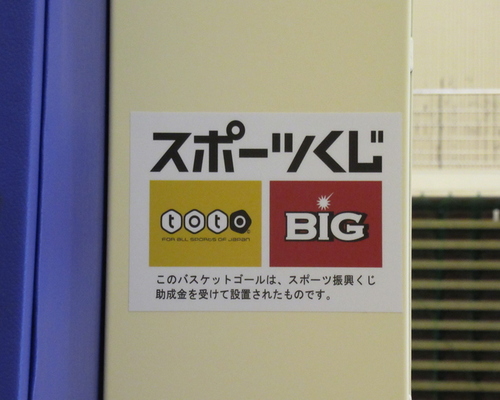 スポーツくじ
toto
FOR ALL SPORTS OF JAPAN
BIG
このバスケットゴールは、スポーツ振興くじ
助成金を受けて設置されたものです。